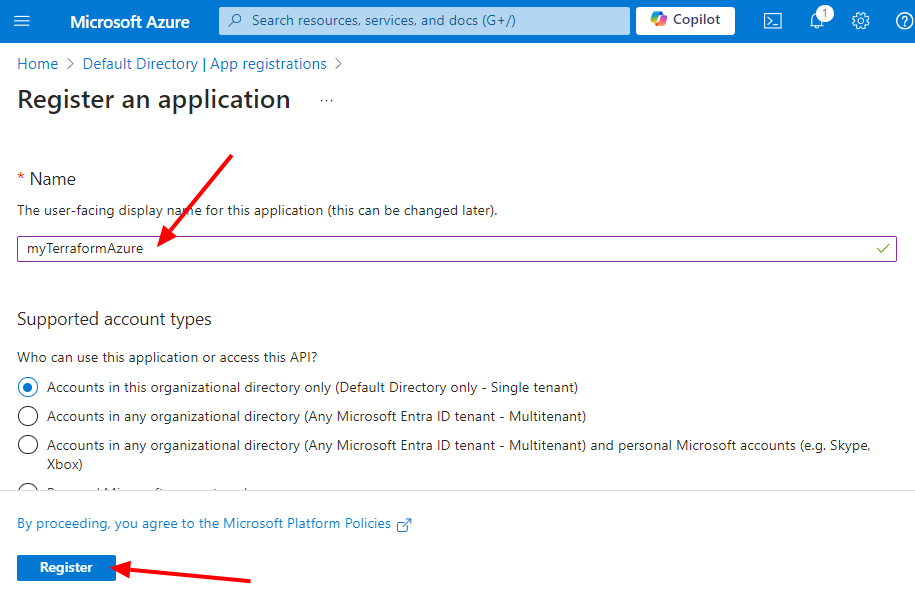 Microsoft Azure
Search resources, services, and docs (G+/)
Copilot
1
Home > Default Directory | App registrations >
Register an application ...
* Name
The user-facing display name for this application (this can be changed later).
myTerraformAzure
Supported account types
Who can use this application or access this API?
Accounts in this organizational directory only (Default Directory only - Single tenant)
Accounts in any organizational directory (Any Microsoft Entra ID tenant - Multitenant)
Accounts in any organizational directory (Any Microsoft Entra ID tenant - Multitenant) and personal Microsoft accounts (e.g. Skype,
Xbox)
By proceeding, you agree to the Microsoft Platform Policies
Register